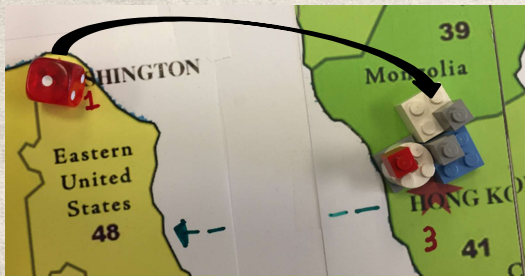 SHINGTON
1
Eastern
United
States
48
39
Mongolia
HONG KO
3
41